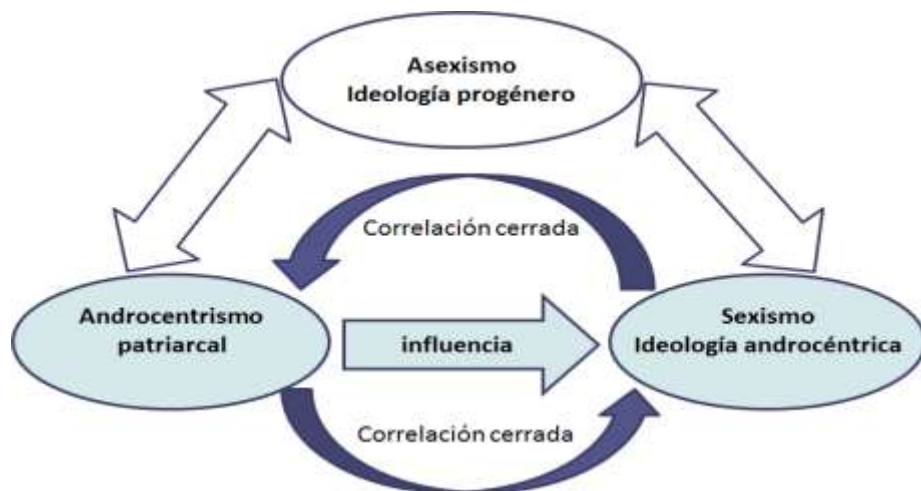 Asexismo
Ideología progénero
Correlación cerrada
Androcentrismo
patriarcal
influencia
Sexismo
Ideología androcéntrica
Correlación cerrada